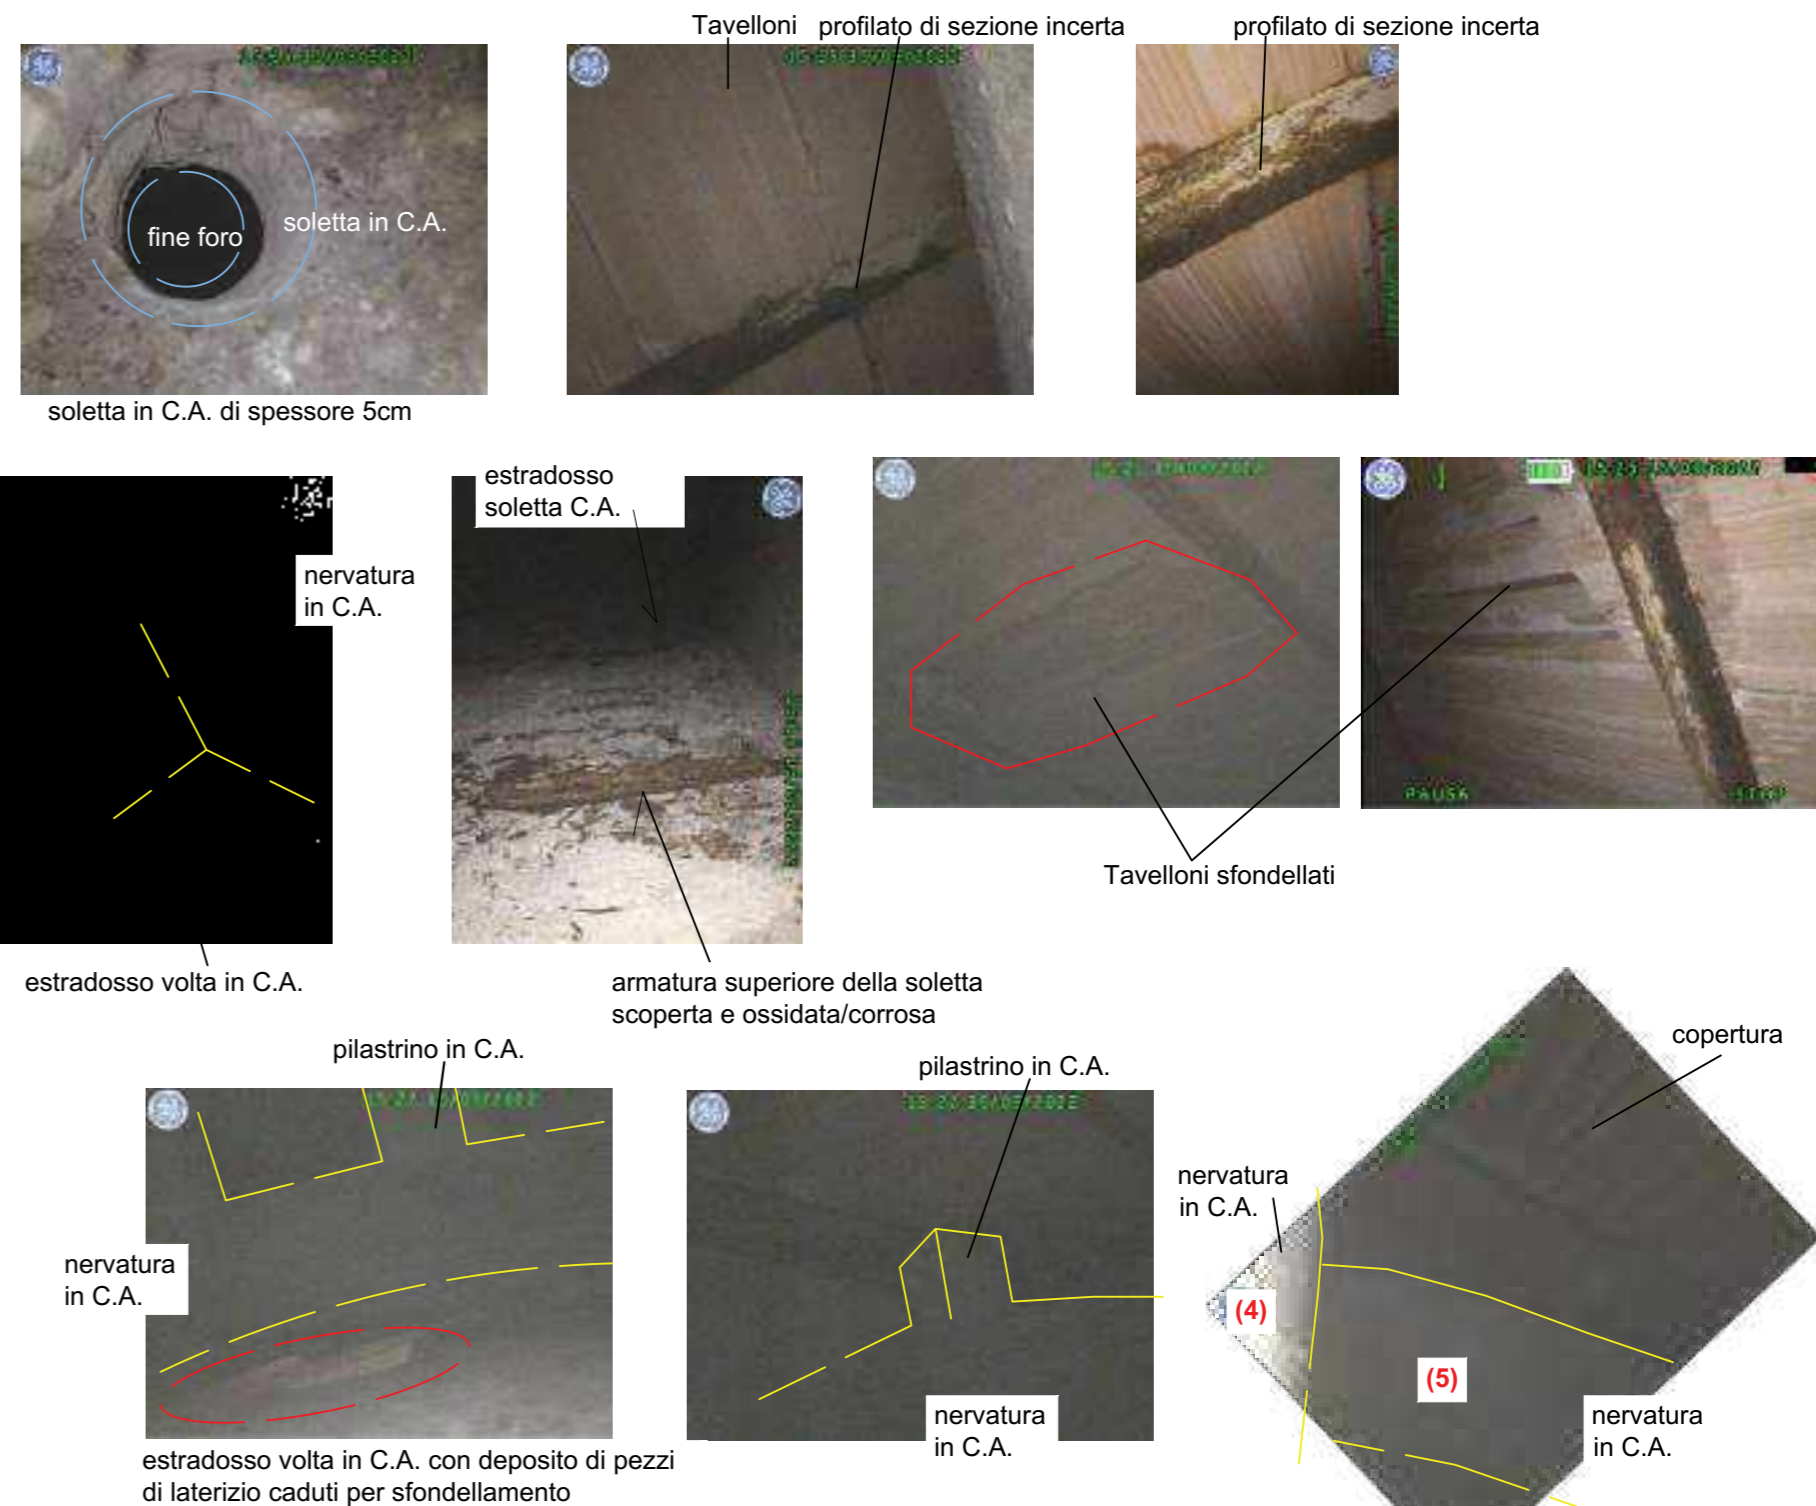 Tavelloni
profilato di sezione incerta
profilato di sezione incerta
fine foro
soletta in C.A.
soletta in C.A. di spessore 5cm
estradosso
soletta C.A.
nervatura
in C.A.
PAUSA
STOP
Tavelloni sfondellati
estradosso volta in C.A.
armatura superiore della soletta
scoperta e ossidata/corrosa
pilastrino in C.A.
pilastrino in C.A.
copertura
nervatura
in C.A.
nervatura
in C.A.
(4)
(5)
nervatura
in C.A.
nervatura
in C.A.
estradosso volta in C.A. con deposito di pezzi
di laterizio caduti per sfondellamento